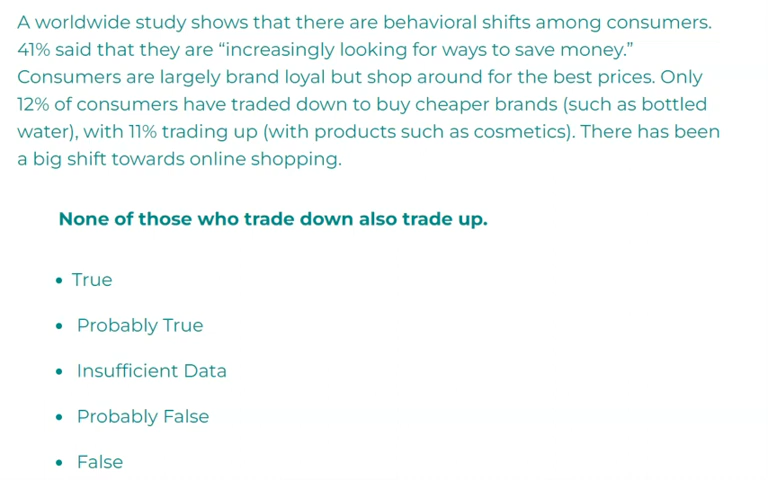 A worldwide study shows that there are behavioral shifts among consumers.
41% said that they are “increasingly looking for ways to save money.”
Consumers are largely brand loyal but shop around for the best prices. Only
12% of consumers have traded down to buy cheaper brands (such as bottled
water), with 11% trading up (with products such as cosmetics). There has been
a big shift towards online shopping.
None of those who trade down also trade up.
• True
• Probably True
• Insufficient Data
• Probably False
• False